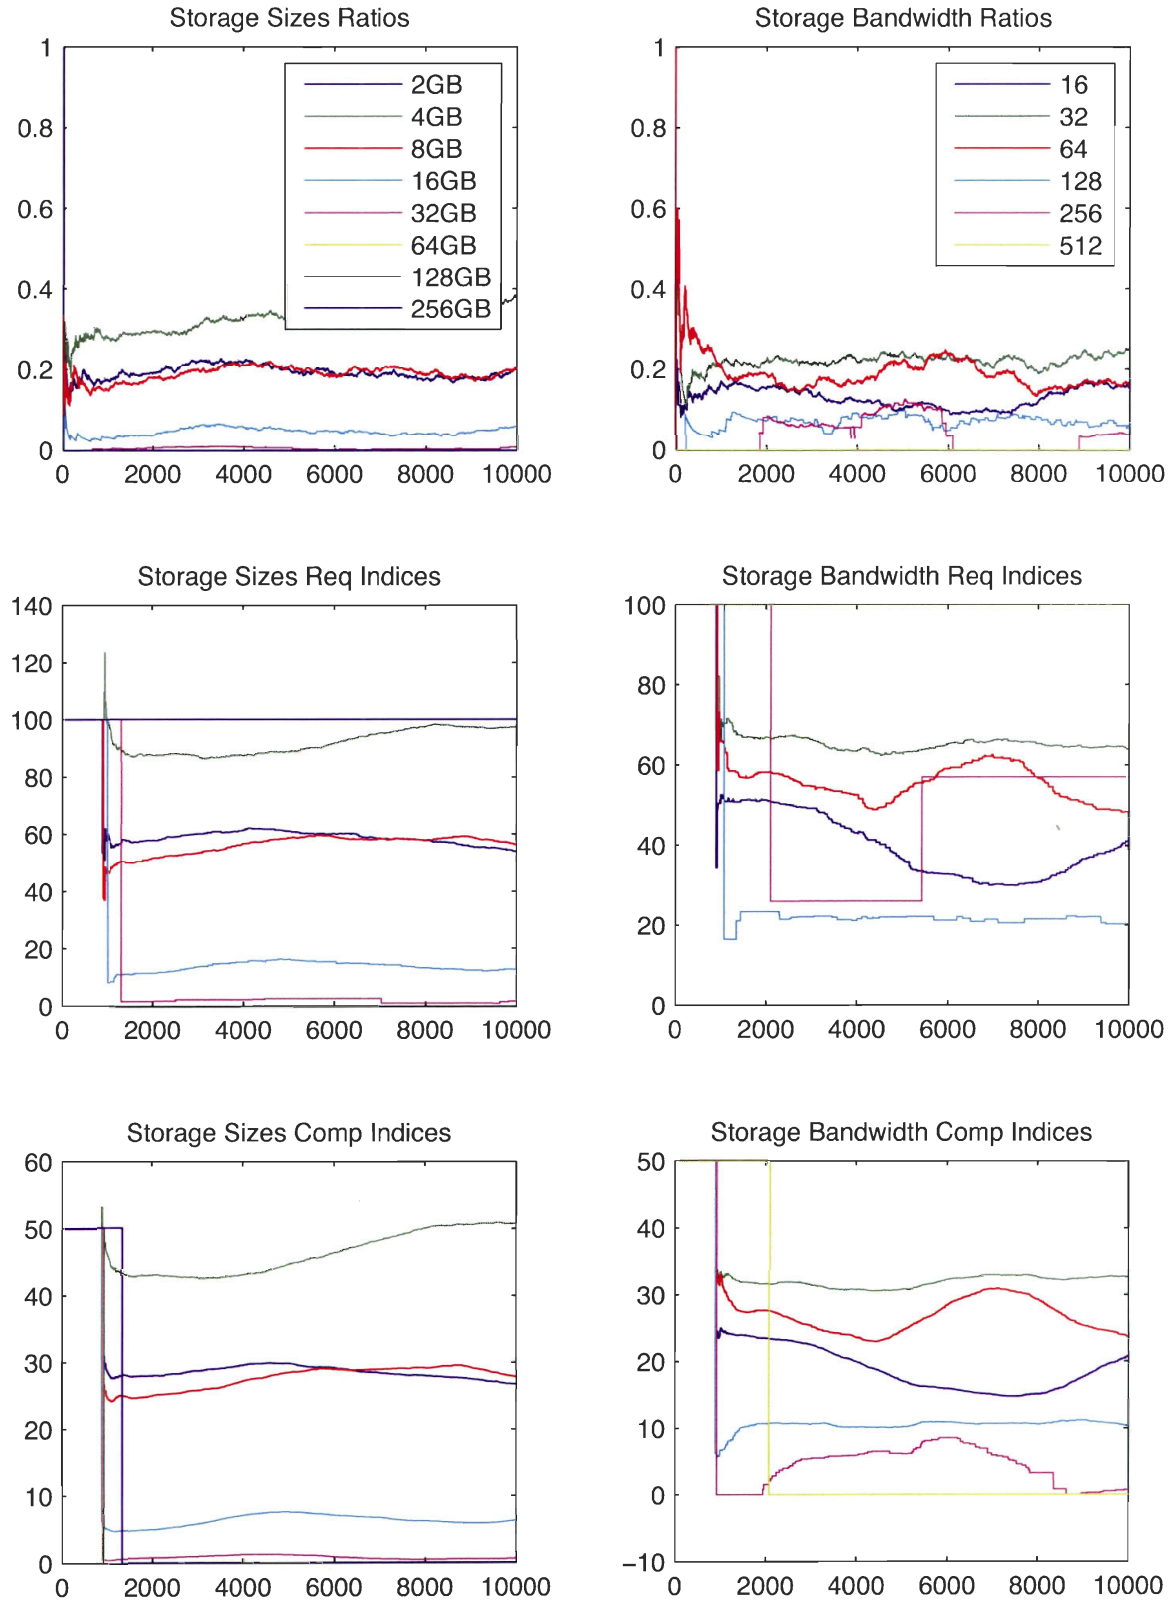 Storage Sizes Ratios
1
0.8
0.6
0.4
0.2
0
0 2000 4000 6000 8000 10000
2GB
4GB
8GB
16GB
32GB
64GB
128GB
256GB
Storage Bandwidth Ratios
1
0.8
0.6
0.4
0.2
0
0 2000 4000 6000 8000 10000
16
32
64
128
256
512
Storage Sizes Req Indices
140
120
100
80
60
40
20
0
0 2000 4000 6000 8000 10000
Storage Bandwidth Req Indices
100
80
60
40
20
0
0 2000 4000 6000 8000 10000
Storage Sizes Comp Indices
60
50
40
30
20
10
0
0 2000 4000 6000 8000 10000
Storage Bandwidth Comp Indices
50
40
30
20
10
0
−10
0 2000 4000 6000 8000 10000